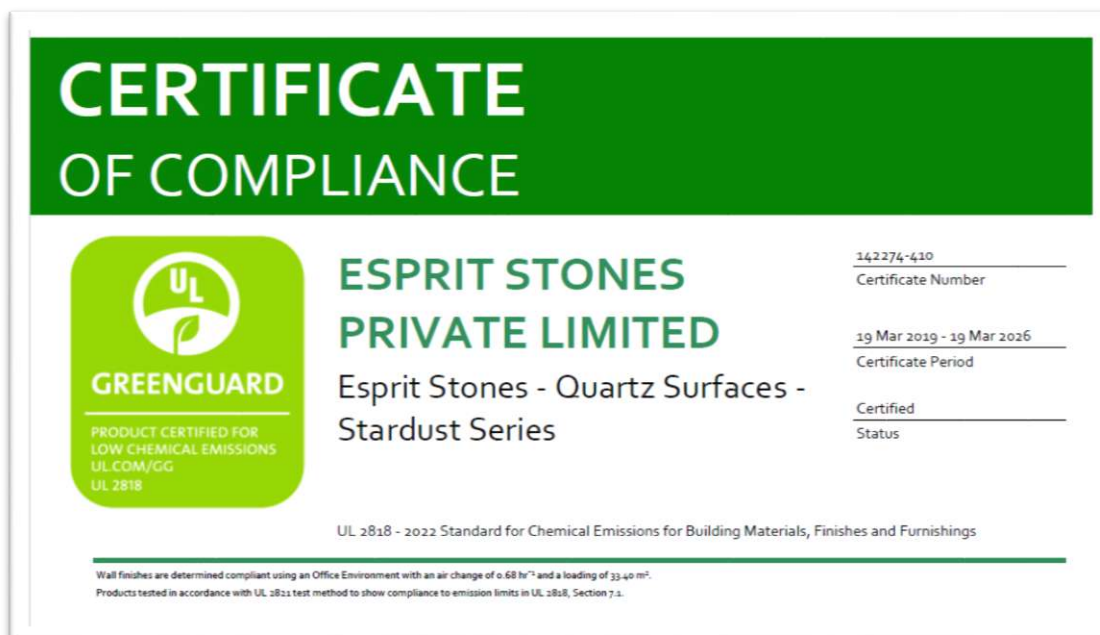 CERTIFICATE
OF COMPLIANCE
UL
GREENGUARD
PRODUCT CERTIFIED FOR
LOW CHEMICAL EMISSIONS
UL.COM/GG
UL 2818
ESPRIT STONES
PRIVATE LIMITED
Esprit Stones - Quartz Surfaces -
Stardust Series
142274-410
Certificate Number
19 Mar 2019 - 19 Mar 2026
Certificate Period
Certified
Status
UL 2818 - 2022 Standard for Chemical Emissions for Building Materials, Finishes and Furnishings
Wall finishes are determined compliant using an Office Environment with an air change of 0.68 hr⁻¹ and a loading of 33.40 m².
Products tested in accordance with UL 2821 test method to show compliance to emission limits in UL 2818, Section 7.1.